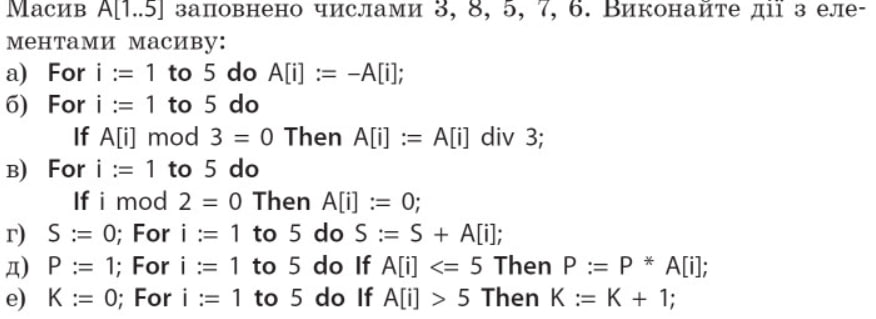 Масив A[1..5] заповнено числами 3, 8, 5, 7, 6. Виконайте дії з еле-
ментами масиву:
а) For i := 1 to 5 do A[i] := –A[i];
б) For i := 1 to 5 do
If A[i] mod 3 = 0 Then A[i] := A[i] div 3;
в) For i := 1 to 5 do
If i mod 2 = 0 Then A[i] := 0;
г) S := 0; For i := 1 to 5 do S := S + A[i];
д) P := 1; For i := 1 to 5 do If A[i] <= 5 Then P := P * A[i];
е) K := 0; For i := 1 to 5 do If A[i] > 5 Then K := K + 1;